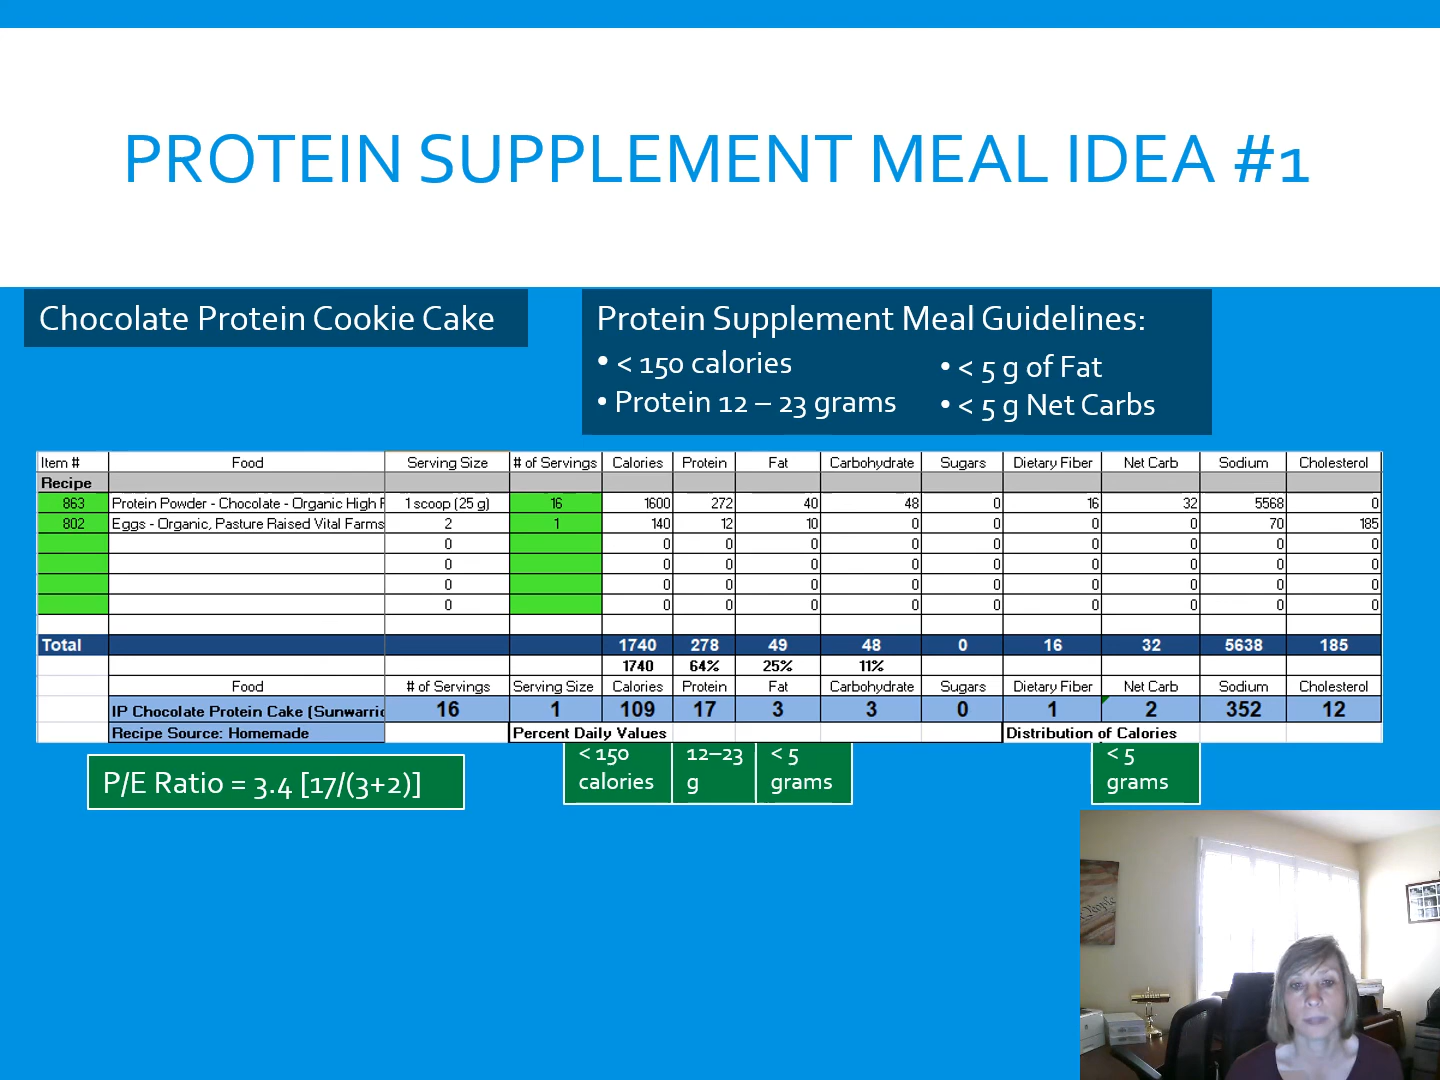 PROTEIN SUPPLEMENT MEAL IDEA #1
Chocolate Protein Cookie Cake
Protein Supplement Meal Guidelines:
• < 150 calories
• Protein 12 – 23 grams
• < 5 g of Fat
• < 5 g Net Carbs
Item # Food Serving Size # of Servings Calories Protein Fat Carbohydrate Sugars Dietary Fiber Net Carb Sodium Cholesterol
Recipe
863 Protein Powder - Chocolate - Organic High 1 scoop (25 g) 16 1600 272 40 48 0 16 32 5568 0
802 Eggs - Organic, Pasture Raised Vital Farms 2 1 140 12 10 0 0 0 0 70 185
0 0 0 0 0 0 0 0 0 0
0 0 0 0 0 0 0 0 0 0
0 0 0 0 0 0 0 0 0 0
0 0 0 0 0 0 0 0 0 0
Total 1740 278 49 48 0 16 32 5638 185
1740 64% 25% 11%
Food # of Servings Serving Size Calories Protein Fat Carbohydrate Sugars Dietary Fiber Net Carb Sodium Cholesterol
IP Chocolate Protein Cake (Sunwarric 16 1 109 17 3 3 0 1 2 352 12
Recipe Source: Homemade Percent Daily Values Distribution of Calories
< 150 calories
12–23 g
< 5 grams
< 5 grams
P/E Ratio = 3.4 [17/(3+2)]
People